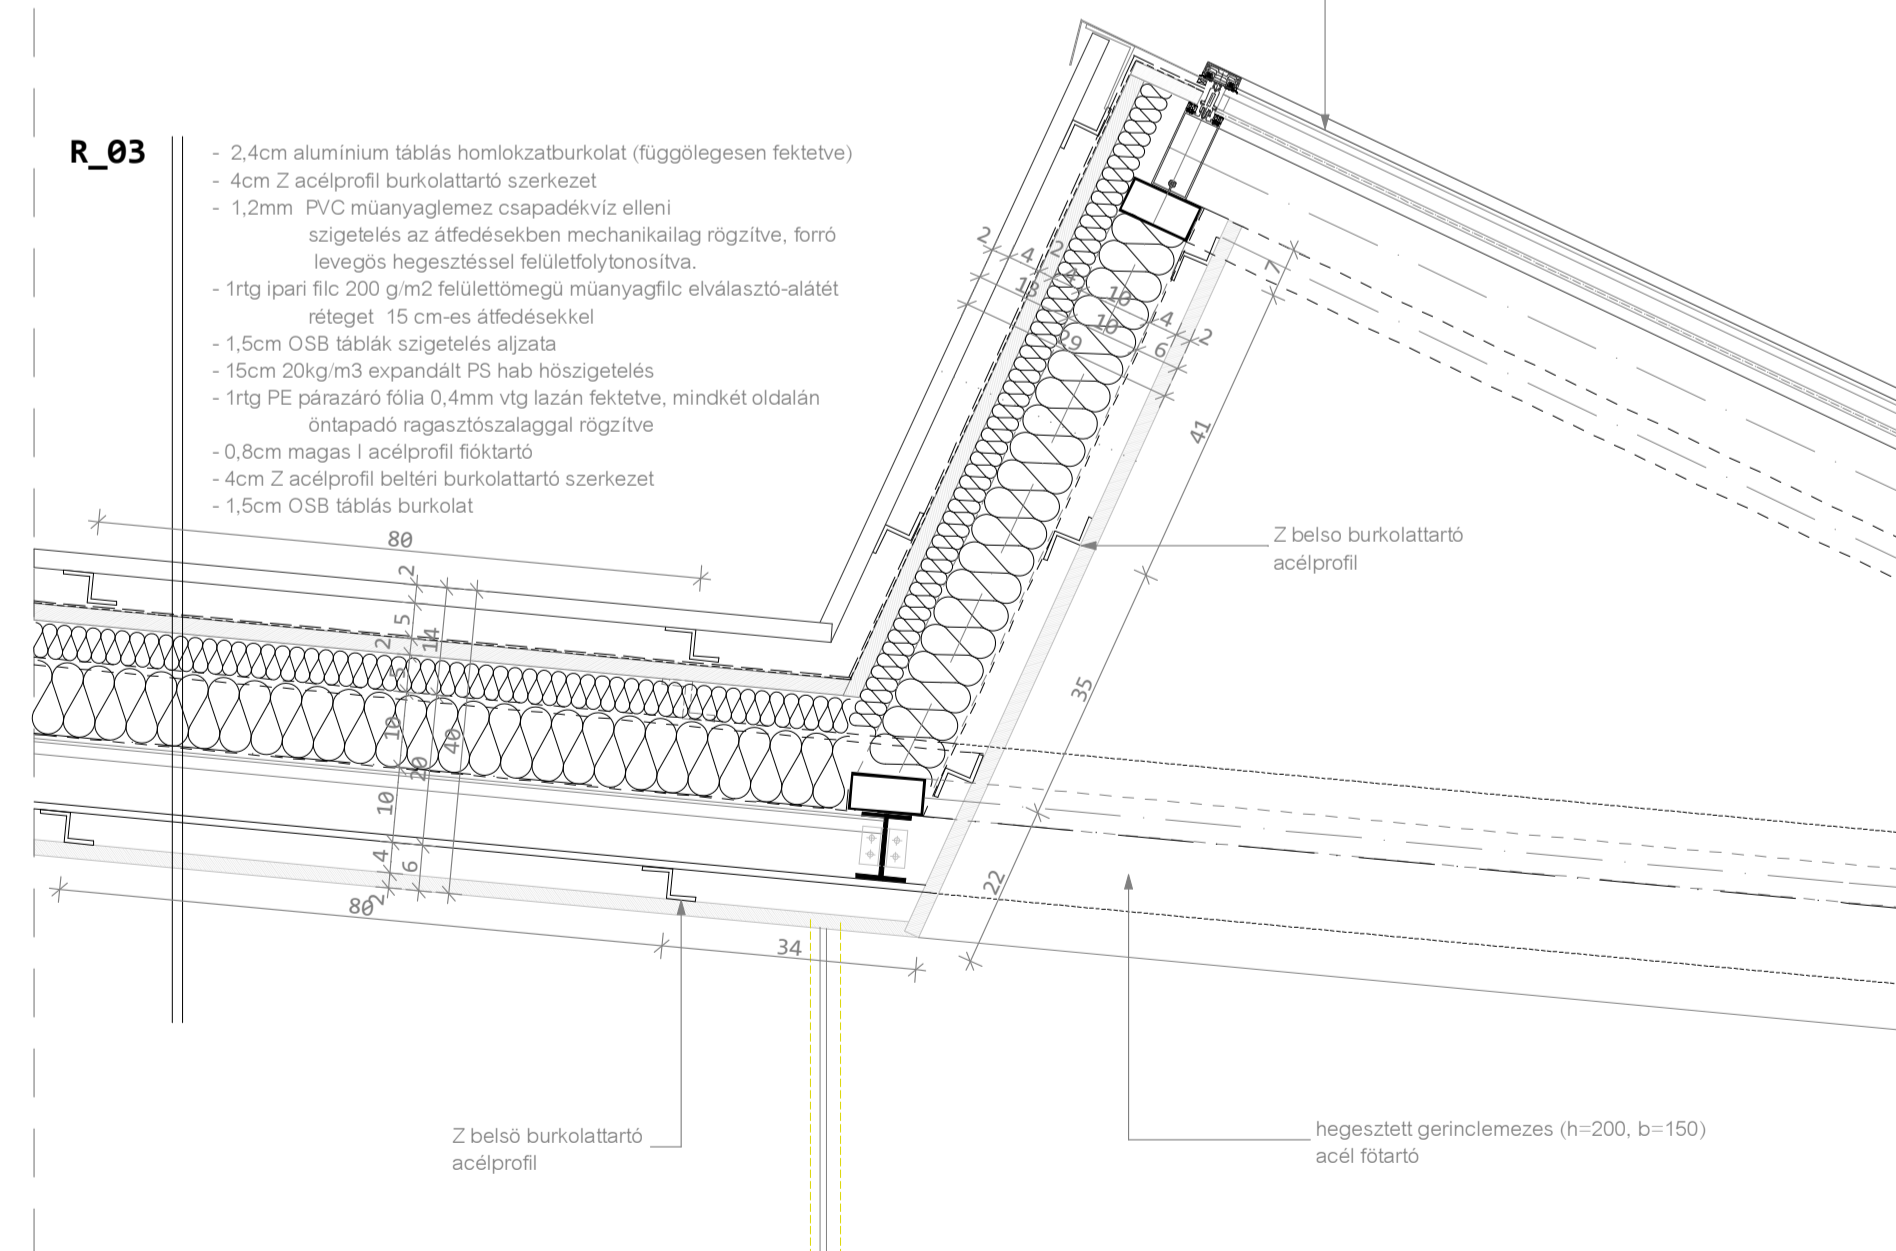 R_03
- 2,4cm alumínium táblás homlokzatburkolat (függölegesen fektetve)
- 4cm Z acélprofil burkolattartó szerkezet
- 1,2mm PVC müanyaglemez csapadékvíz elleni
szigetelés az átfedésekben mechanikailag rögzítve, forró
levegös hegesztéssel felületfolytonosítva.
- 1rtg ipari filc 200 g/m2 felülettömegü müanyagfilc elválasztó-alátét
réteget 15 cm-es átfedésekkel
- 1,5cm OSB táblák szigetelés aljzata
- 15cm 20kg/m3 expandált PS hab höszigetelés
- 1rtg PE párazáró fólia 0,4mm vtg lazán fektetve, mindkét oldalán
öntapadó ragasztószalaggal rögzítve
- 0,8cm magas I acélprofil fióktartó
- 4cm Z acélprofil beltéri burkolattartó szerkezet
- 1,5cm OSB táblás burkolat
80
2
5
2
5
10
10
4
2
14
20
6
40
80
34
2
4
2
4
10
4
2
13
10
6
29
7
41
35
22
Z belso burkolattartó
acélprofil
Z belsö burkolattartó
acélprofil
hegesztett gerinclemezes (h=200, b=150)
acél fötartó